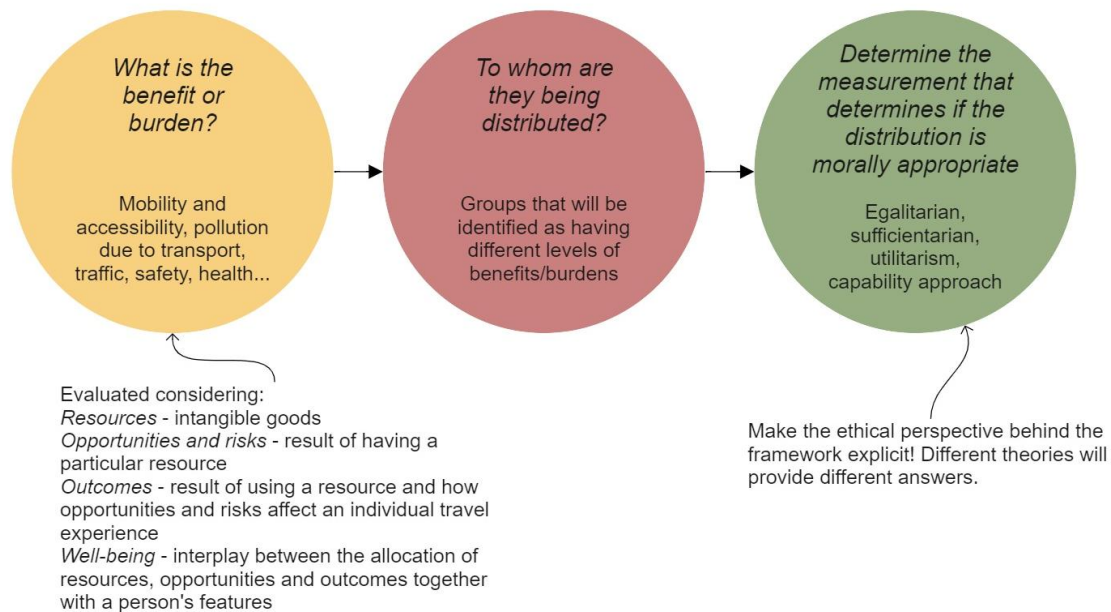 What is the
benefit or
burden?
Mobility and
accessibility, pollution
due to transport,
traffic, safety, health...
To whom are
they being
distributed?
Groups that will be
identified as having
different levels of
benefits/burdens
Determine the
measurement that
determines if the
distribution is
morally appropriate
Egalitarian,
sufficientarian,
utilitarism,
capability approach
Evaluated considering:
Resources - intangible goods
Opportunities and risks - result of having a
particular resource
Outcomes - result of using a resource and how
opportunities and risks affect an individual travel
experience
Well-being - interplay between the allocation of
resources, opportunities and outcomes together
with a person's features
Make the ethical perspective behind the
framework explicit! Different theories will
provide different answers.